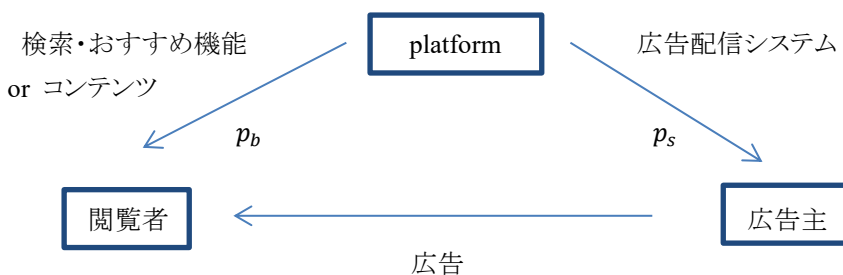 検索・おすすめ機能
or コンテンツ
platform
広告配信システム
p_b
p_s
閲覧者
広告主
広告